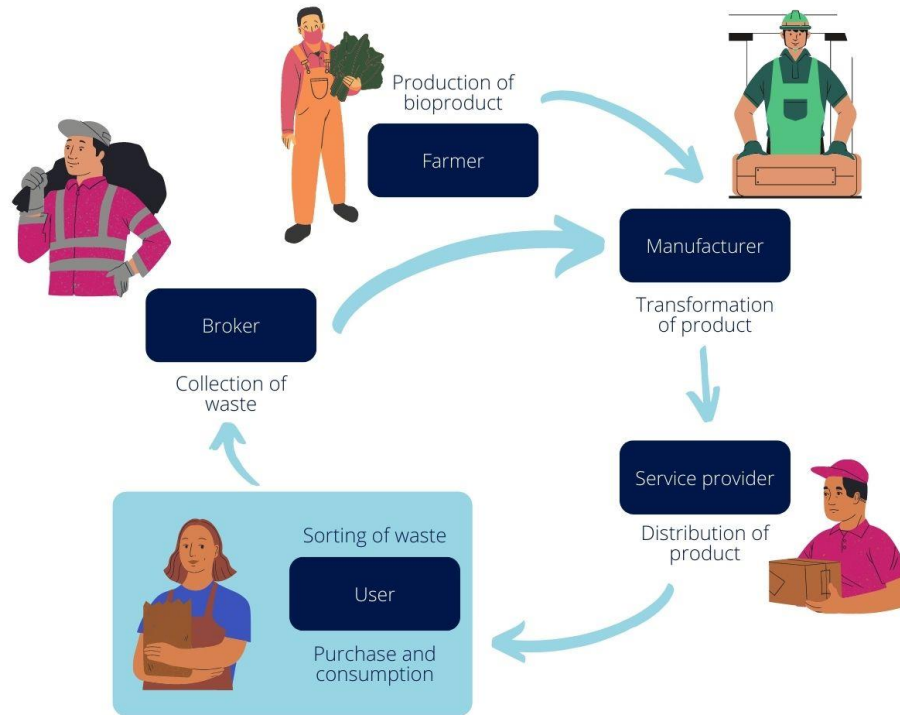 Production of
bioproduct
Farmer
Manufacturer
Transformation
of product
Broker
Collection of
waste
Service provider
Distribution of
product
Sorting of waste
User
Purchase and
consumption